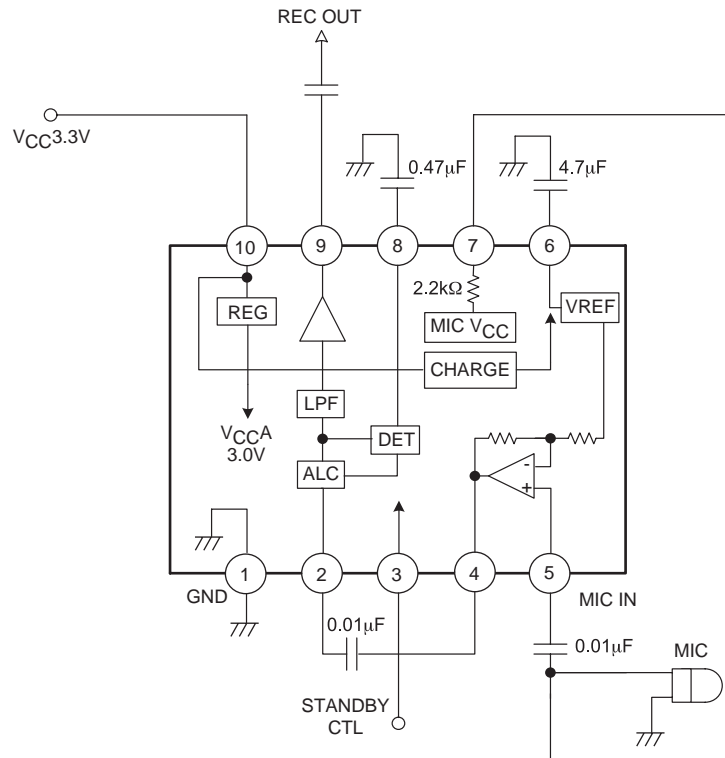 REC OUT
VCC3.3V
0.47μF
4.7μF
10
9
8
7
6
2.2kΩ
REG
MIC VCC
VREF
CHARGE
LPF
VCCA
3.0V
DET
ALC
-
+
1
2
3
4
5
GND
MIC IN
0.01μF
0.01μF
MIC
STANDBY
CTL